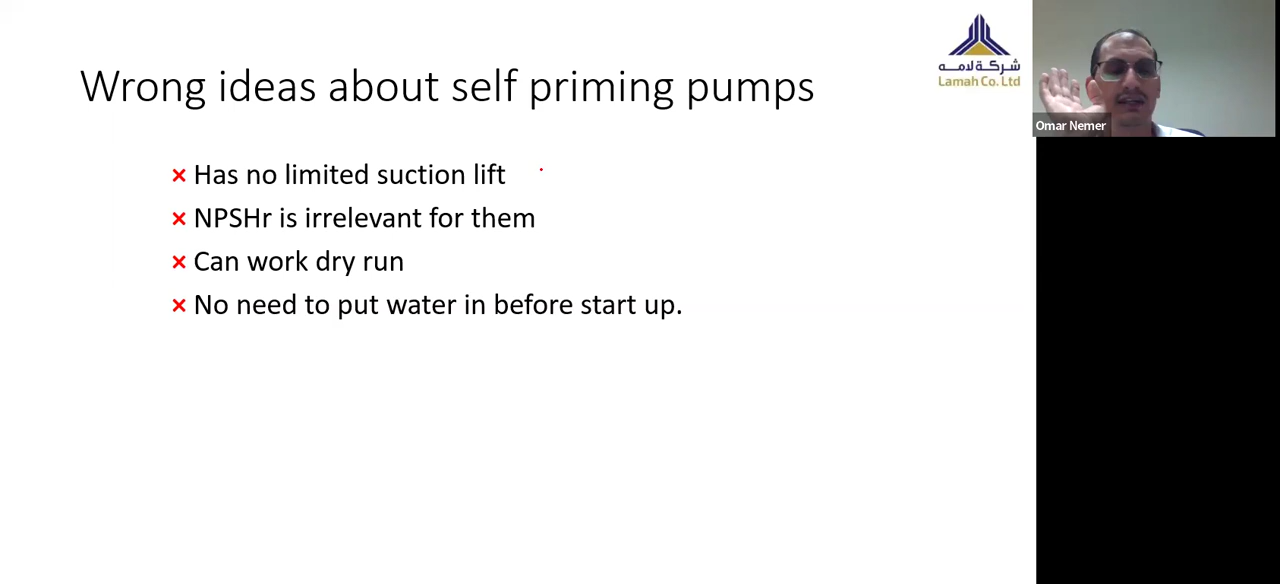 Wrong ideas about self priming pumps
شركة لامه
Lamah Co. Ltd
Omar Nemer
× Has no limited suction lift
× NPSHr is irrelevant for them
× Can work dry run
× No need to put water in before start up.